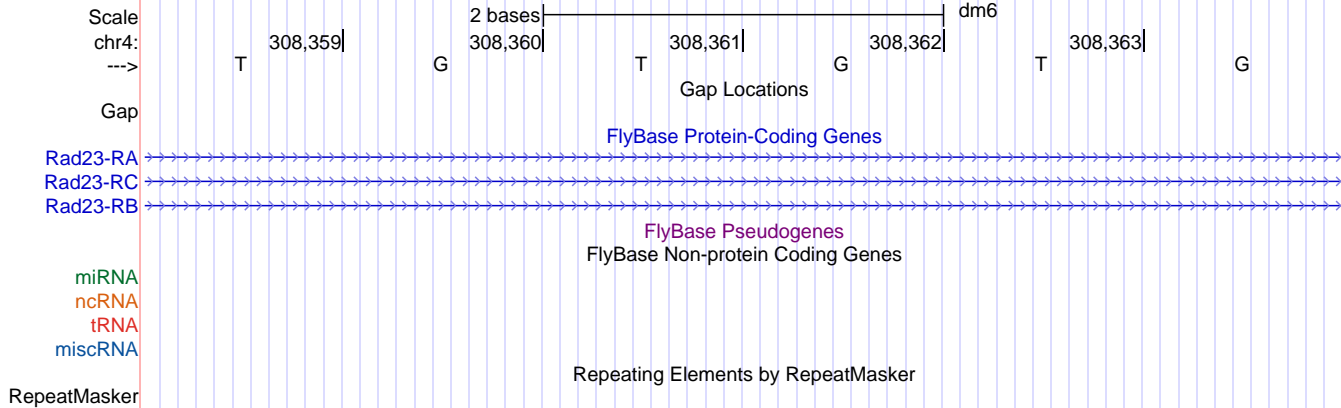 Scale 2 bases dm6
chr4: 308,359 308,360 308,361 308,362 308,363
---> T G T G T G
Gap Locations
Gap
FlyBase Protein-Coding Genes
Rad23-RA
Rad23-RC
Rad23-RB
FlyBase Pseudogenes
FlyBase Non-protein Coding Genes
miRNA
ncRNA
tRNA
miscRNA
Repeating Elements by RepeatMasker
RepeatMasker